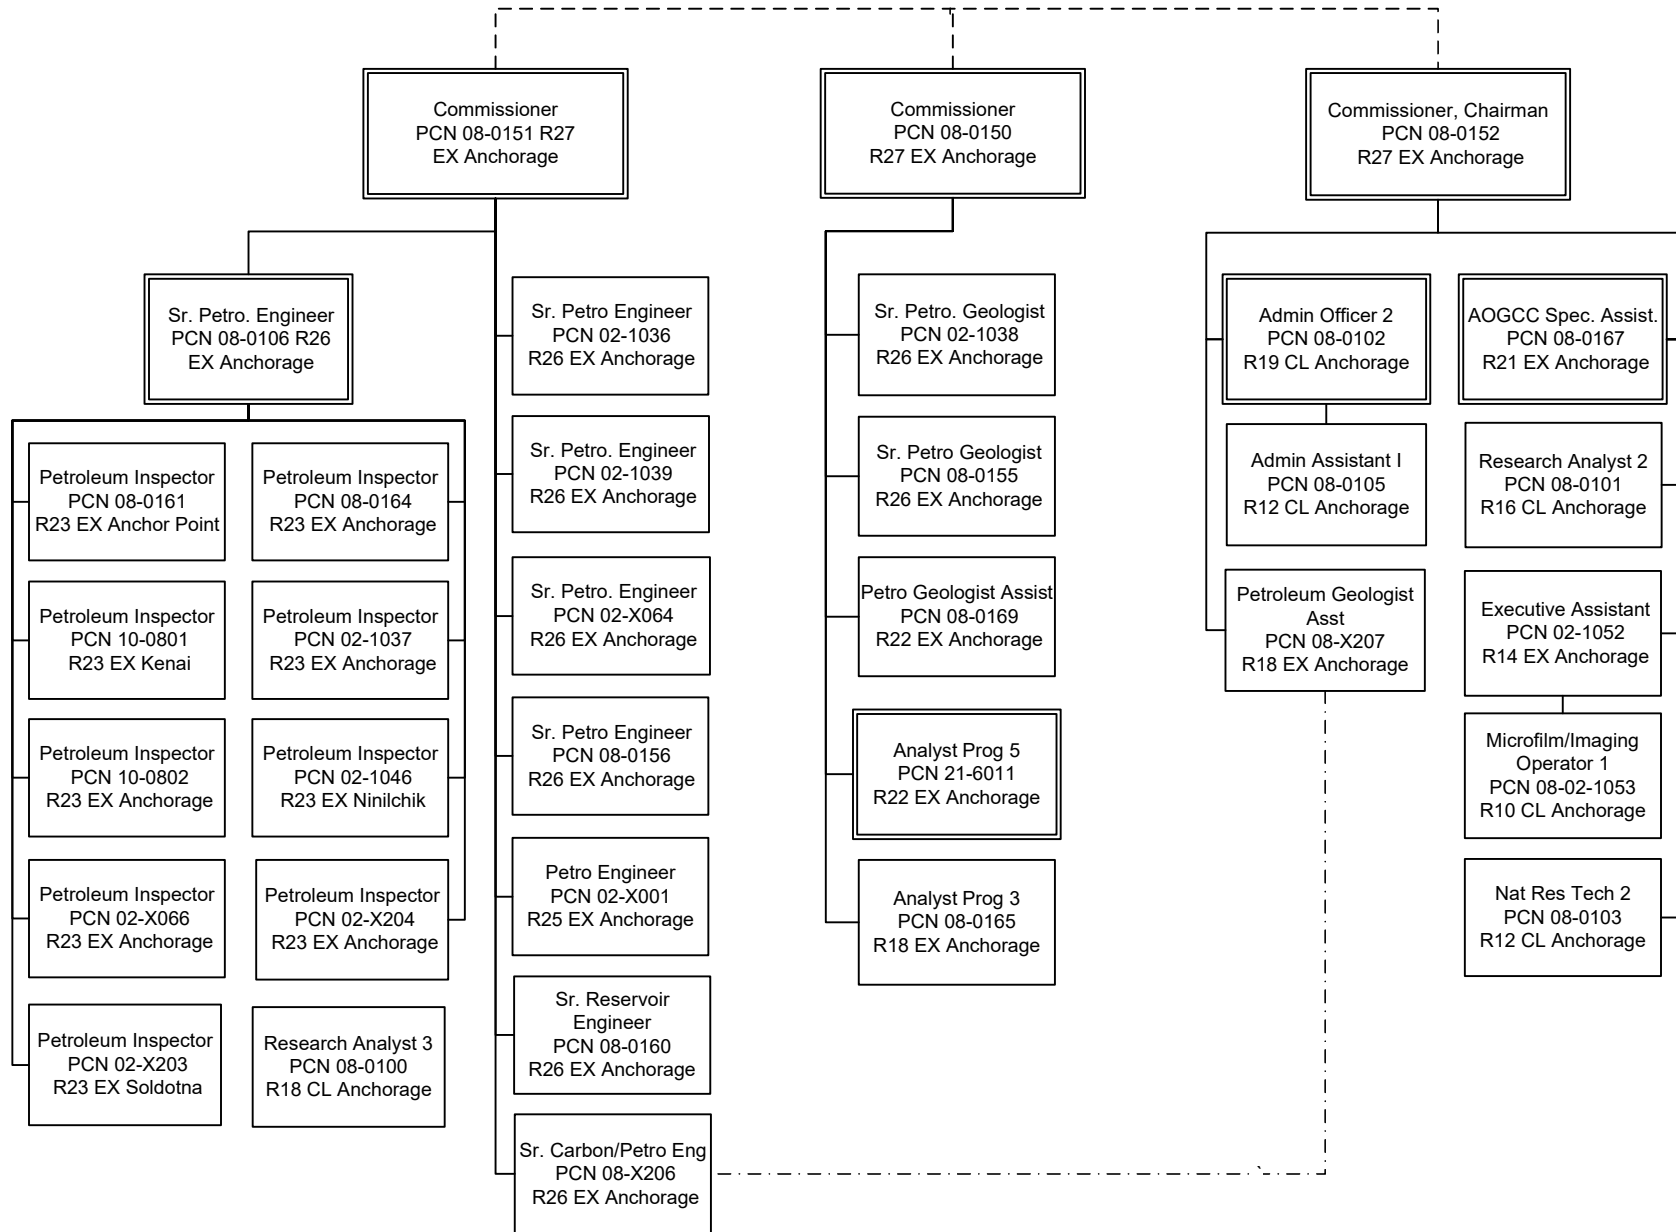 Commissioner
PCN 08-0151 R27
EX Anchorage
Commissioner
PCN 08-0150
R27 EX Anchorage
Commissioner, Chairman
PCN 08-0152
R27 EX Anchorage
Sr. Petro. Engineer
PCN 08-0106 R26
EX Anchorage
Petroleum Inspector
PCN 08-0161
R23 EX Anchor Point
Petroleum Inspector
PCN 08-0164
R23 EX Anchorage
Petroleum Inspector
PCN 10-0801
R23 EX Kenai
Petroleum Inspector
PCN 02-1037
R23 EX Anchorage
Petroleum Inspector
PCN 10-0802
R23 EX Anchorage
Petroleum Inspector
PCN 02-1046
R23 EX Ninilchik
Petroleum Inspector
PCN 02-X066
R23 EX Anchorage
Petroleum Inspector
PCN 02-X204
R23 EX Anchorage
Petroleum Inspector
PCN 02-X203
R23 EX Soldotna
Research Analyst 3
PCN 08-0100
R18 CL Anchorage
Sr. Petro Engineer
PCN 02-1036
R26 EX Anchorage
Sr. Petro. Engineer
PCN 02-1039
R26 EX Anchorage
Sr. Petro. Engineer
PCN 02-X064
R26 EX Anchorage
Sr. Petro Engineer
PCN 08-0156
R26 EX Anchorage
Petro Engineer
PCN 02-X001
R25 EX Anchorage
Sr. Reservoir
Engineer
PCN 08-0160
R26 EX Anchorage
Sr. Carbon/Petro Eng
PCN 08-X206
R26 EX Anchorage
Sr. Petro. Geologist
PCN 02-1038
R26 EX Anchorage
Sr. Petro Geologist
PCN 08-0155
R26 EX Anchorage
Petro Geologist Assist
PCN 08-0169
R22 EX Anchorage
Analyst Prog 5
PCN 21-6011
R22 EX Anchorage
Analyst Prog 3
PCN 08-0165
R18 EX Anchorage
Admin Officer 2
PCN 08-0102
R19 CL Anchorage
Admin Assistant I
PCN 08-0105
R12 CL Anchorage
Petroleum Geologist
Asst
PCN 08-X207
R18 EX Anchorage
AOGCC Spec. Assist.
PCN 08-0167
R21 EX Anchorage
Research Analyst 2
PCN 08-0101
R16 CL Anchorage
Executive Assistant
PCN 02-1052
R14 EX Anchorage
Microfilm/Imaging
Operator 1
PCN 08-02-1053
R10 CL Anchorage
Nat Res Tech 2
PCN 08-0103
R12 CL Anchorage